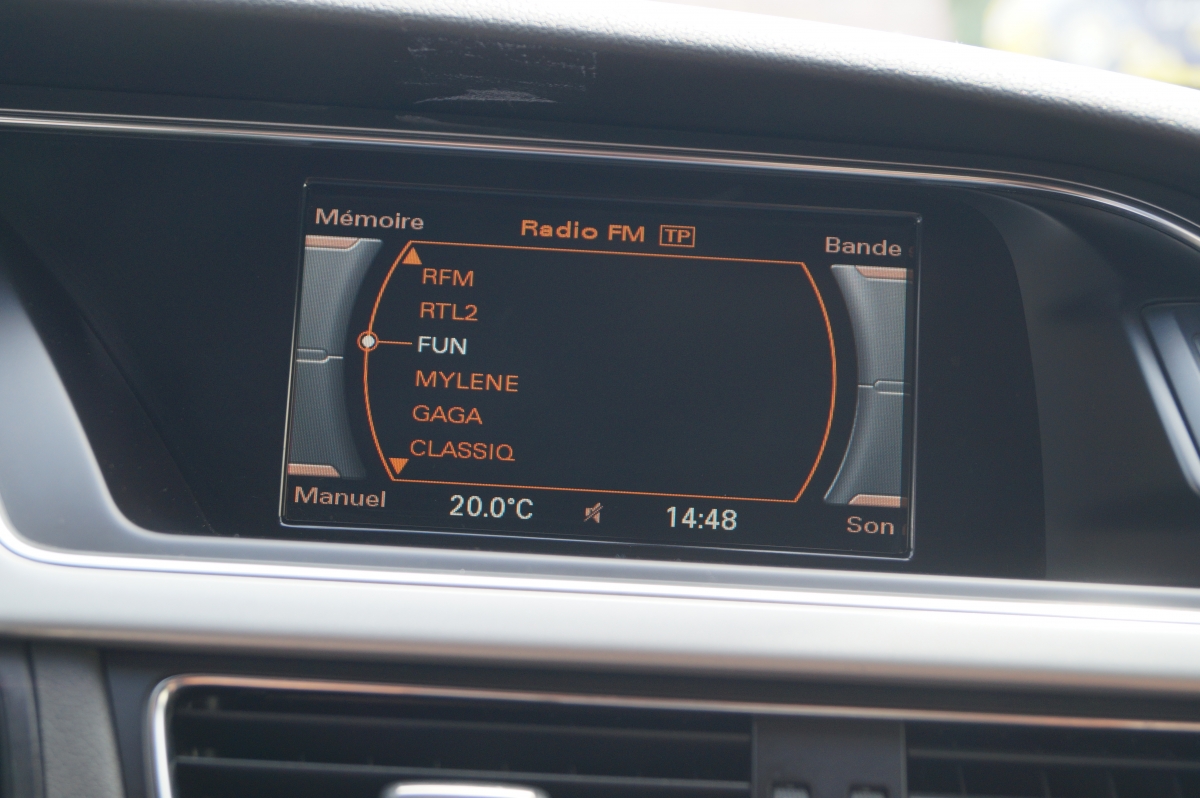 Mémoire
Radio FM TP
Bande
RFM
RTL2
FUN
MYLENE
GAGA
CLASSIQ
Manuel
20.0°C
14:48
Son